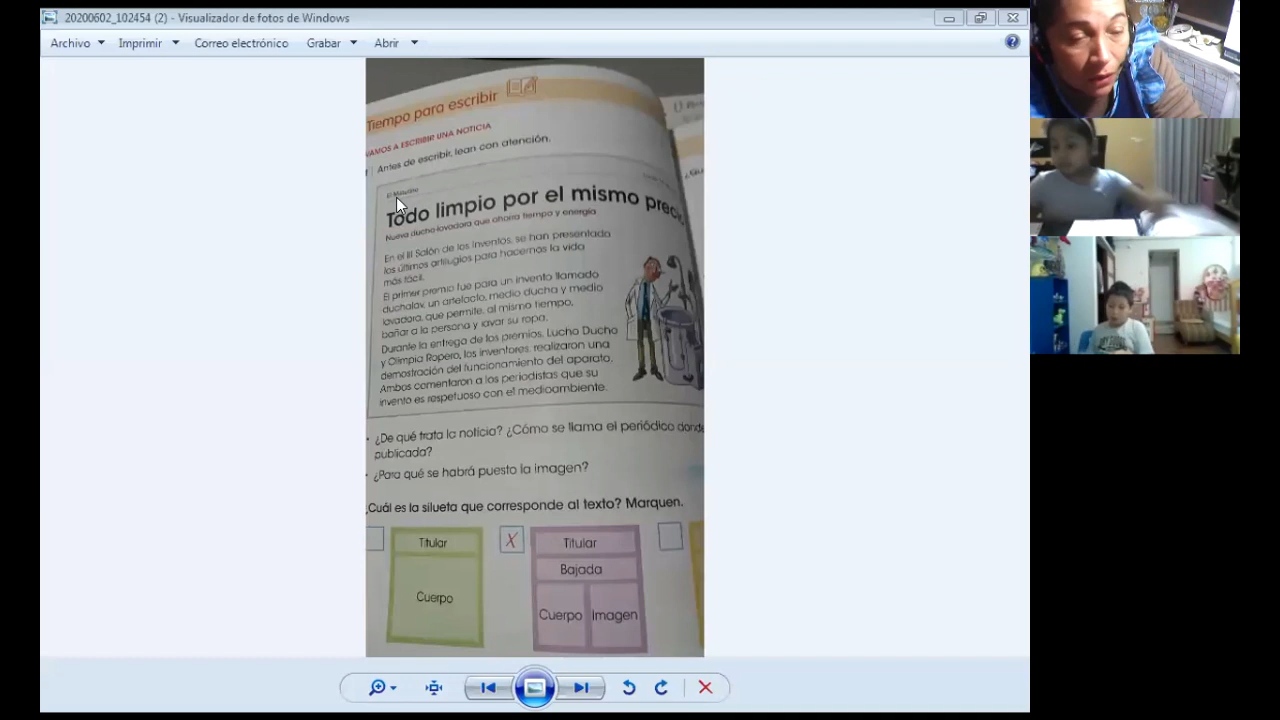 20200602_102454 (2) - Visualizador de fotos de Windows
Archivo Imprimir Correo electrónico Grabar Abrir
Tiempo para escribir
VAMOS A ESCRIBIR UNA NOTICIA
Antes de escribir, lean con atención.
El Matutino
Todo limpio por el mismo precio
Nueva ducha lavadora que ahorra tiempo y energía
En el III Salón de los Inventos, se han presentado
los últimos artilugios para hacernos la vida
más fácil.
El primer premio fue para un invento llamado
duchalav, un artefacto, medio ducha y medio
lavadora, que permite, al mismo tiempo,
bañar a la persona y lavar su ropa.
Durante la entrega de los premios, Lucho Ducho
y Olimpia Ropero, los inventores, realizaron una
demostración del funcionamiento del aparato.
Ambos comentaron a los periodistas que su
invento es respetuoso con el medioambiente.
• ¿De qué trata la noticia? ¿Cómo se llama el periódico donde
publicada?
• ¿Para qué se habrá puesto la imagen?
¿Cuál es la silueta que corresponde al texto? Marquen.
Titular X Titular
Bajada
Cuerpo Cuerpo Imagen